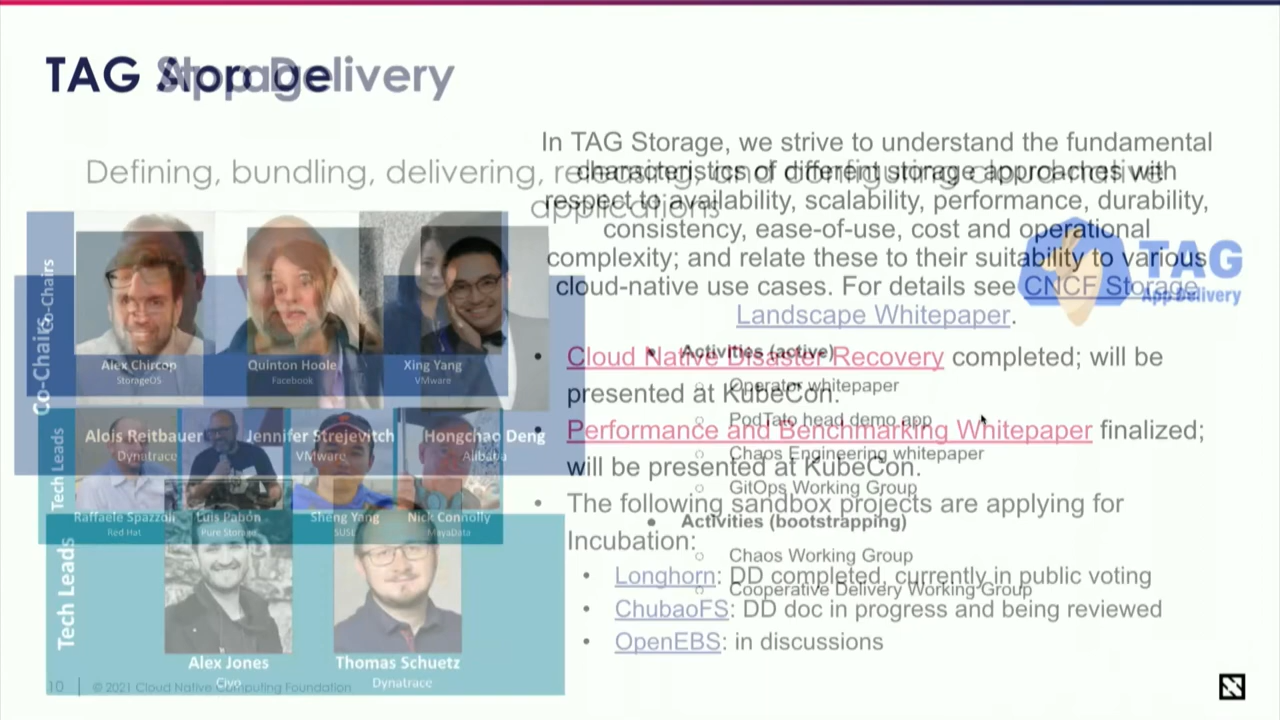 TAG Storage
TAG App Delivery
In TAG Storage, we strive to understand the fundamental
characteristics of different storage approaches with
respect to availability, scalability, performance, durability,
consistency, ease-of-use, cost and operational
complexity; and relate these to their suitability to various
cloud-native use cases. For details see CNCF Storage
Landscape Whitepaper.
• Cloud Native Disaster Recovery completed; will be
presented at KubeCon.
• Performance and Benchmarking Whitepaper finalized;
will be presented at KubeCon.
• The following sandbox projects are applying for
Incubation:
• Longhorn: DD completed, currently in public voting
• ChubaoFS: DD doc in progress and being reviewed
• OpenEBS: in discussions
Co-Chairs
Alex Chircop
StorageOS
Quinton Hoole
Facebook
Xing Yang
VMware
Tech Leads
Raffaele Spazzoli
Red Hat
Luis Pabón
Pure Storage
Sheng Yang
SUSE
Nick Connolly
MayaData
Defining, bundling, delivering, releasing, and configuring cloud-native
applications
Co-Chairs
Alois Reitbauer
Dynatrace
Jennifer Strejevitch
VMware
Hongchao Deng
Alibaba
Tech Leads
Alex Jones
Civo
Thomas Schuetz
Dynatrace
TAG
App Delivery
• Activities (active)
○ Operator whitepaper
○ PodTato head demo app
○ Chaos Engineering whitepaper
○ GitOps Working Group
• Activities (bootstrapping)
○ Chaos Working Group
○ Cooperative Delivery Working Group
10 © 2021 Cloud Native Computing Foundation